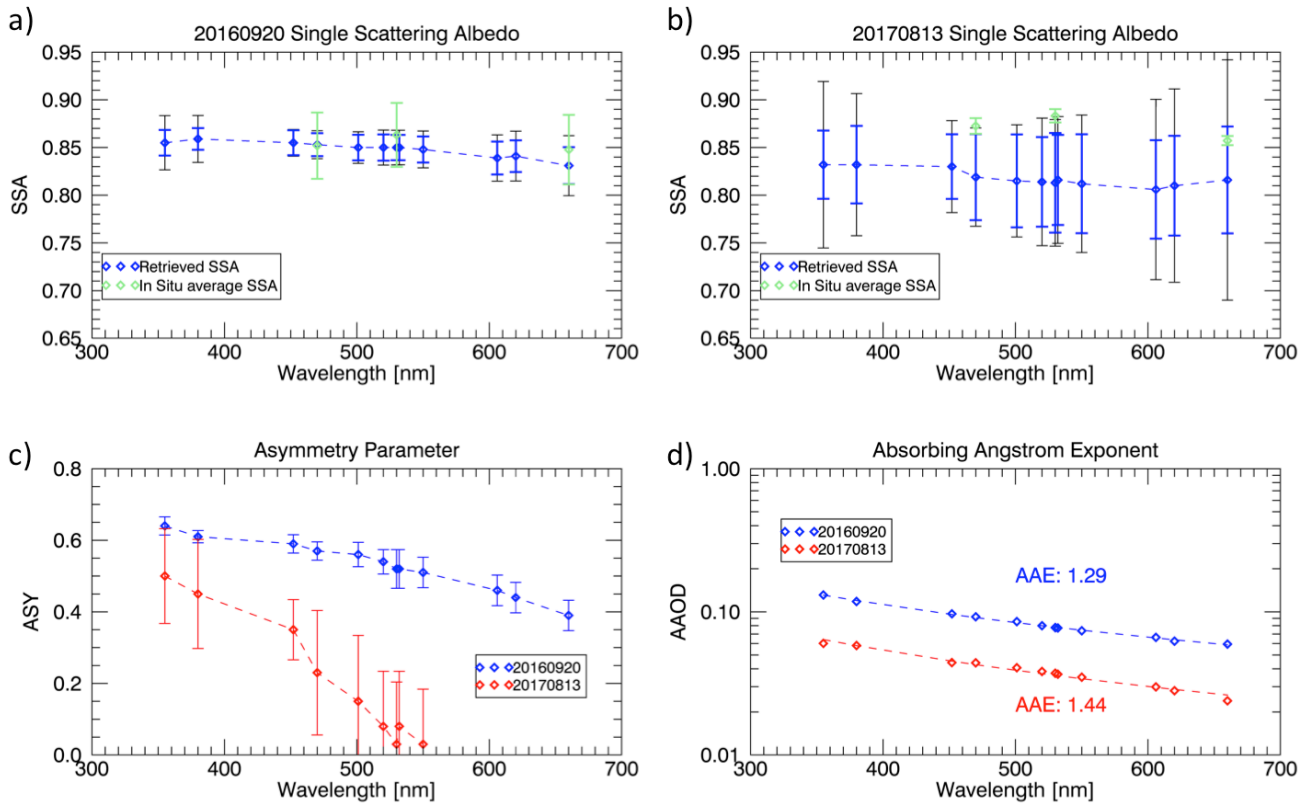 a)
20160920 Single Scattering Albedo
0.95
0.90
0.85
0.80
0.75
0.70
0.65
SSA
Retrieved SSA
In Situ average SSA
300 400 500 600 700
Wavelength [nm]
b)
20170813 Single Scattering Albedo
0.95
0.90
0.85
0.80
0.75
0.70
0.65
SSA
Retrieved SSA
In Situ average SSA
300 400 500 600 700
Wavelength [nm]
c)
Asymmetry Parameter
0.8
0.6
0.4
0.2
0.0
ASY
20160920
20170813
300 400 500 600 700
Wavelength [nm]
d)
Absorbing Angstrom Exponent
1.00
0.10
0.01
AAOD
20160920
20170813
AAE: 1.29
AAE: 1.44
300 400 500 600 700
Wavelength [nm]